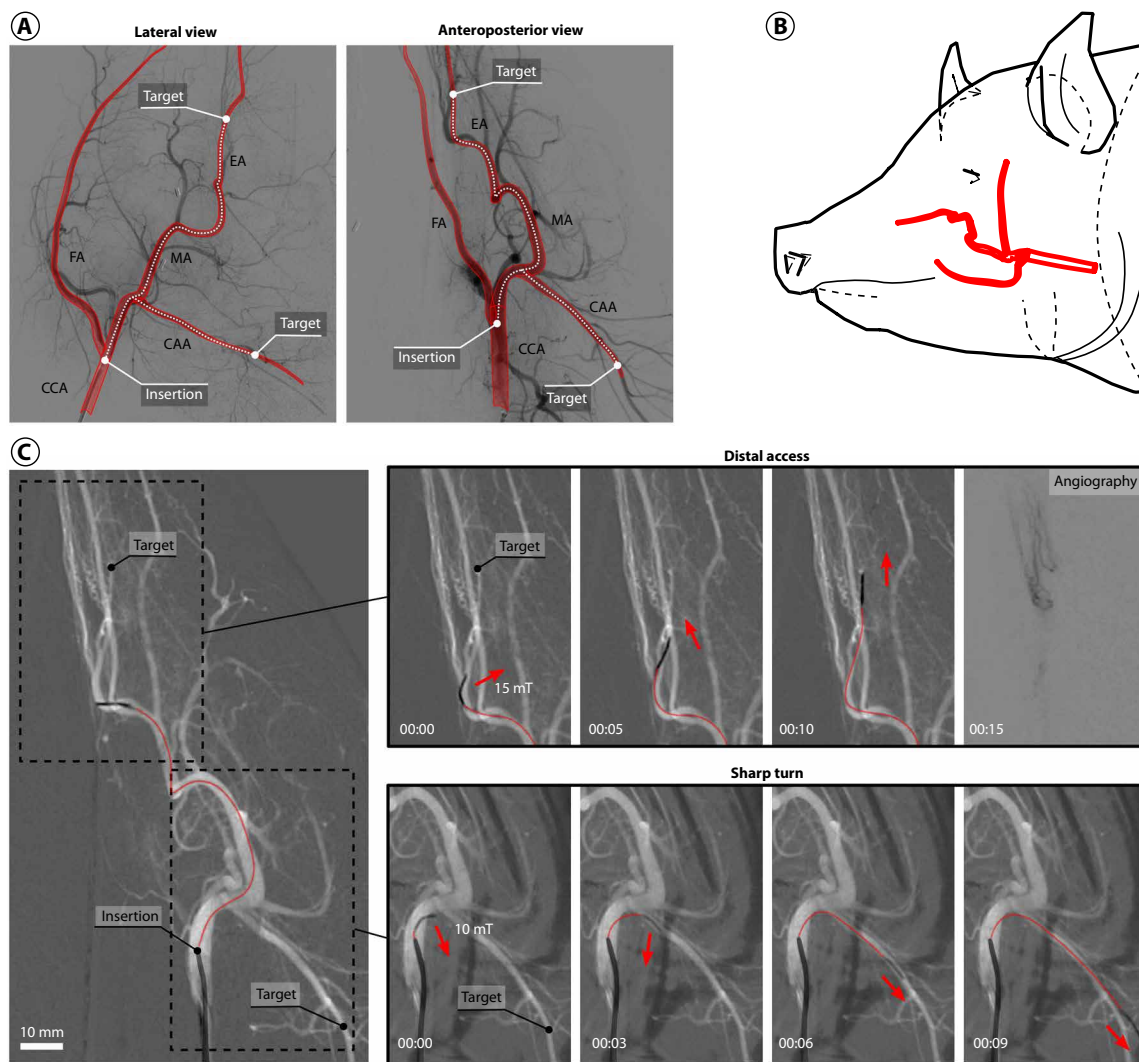 A
Lateral view
Target
EA
FA
MA
Target
CAA
CCA
Insertion
Anteroposterior view
Target
EA
FA
MA
CAA
Insertion
CCA
Target
B
C
Target
Insertion
Target
10 mm
Distal access
Target
15 mT
00:00
00:05
00:10
Angiography
00:15
Sharp turn
10 mT
Target
00:00
00:03
00:06
00:09